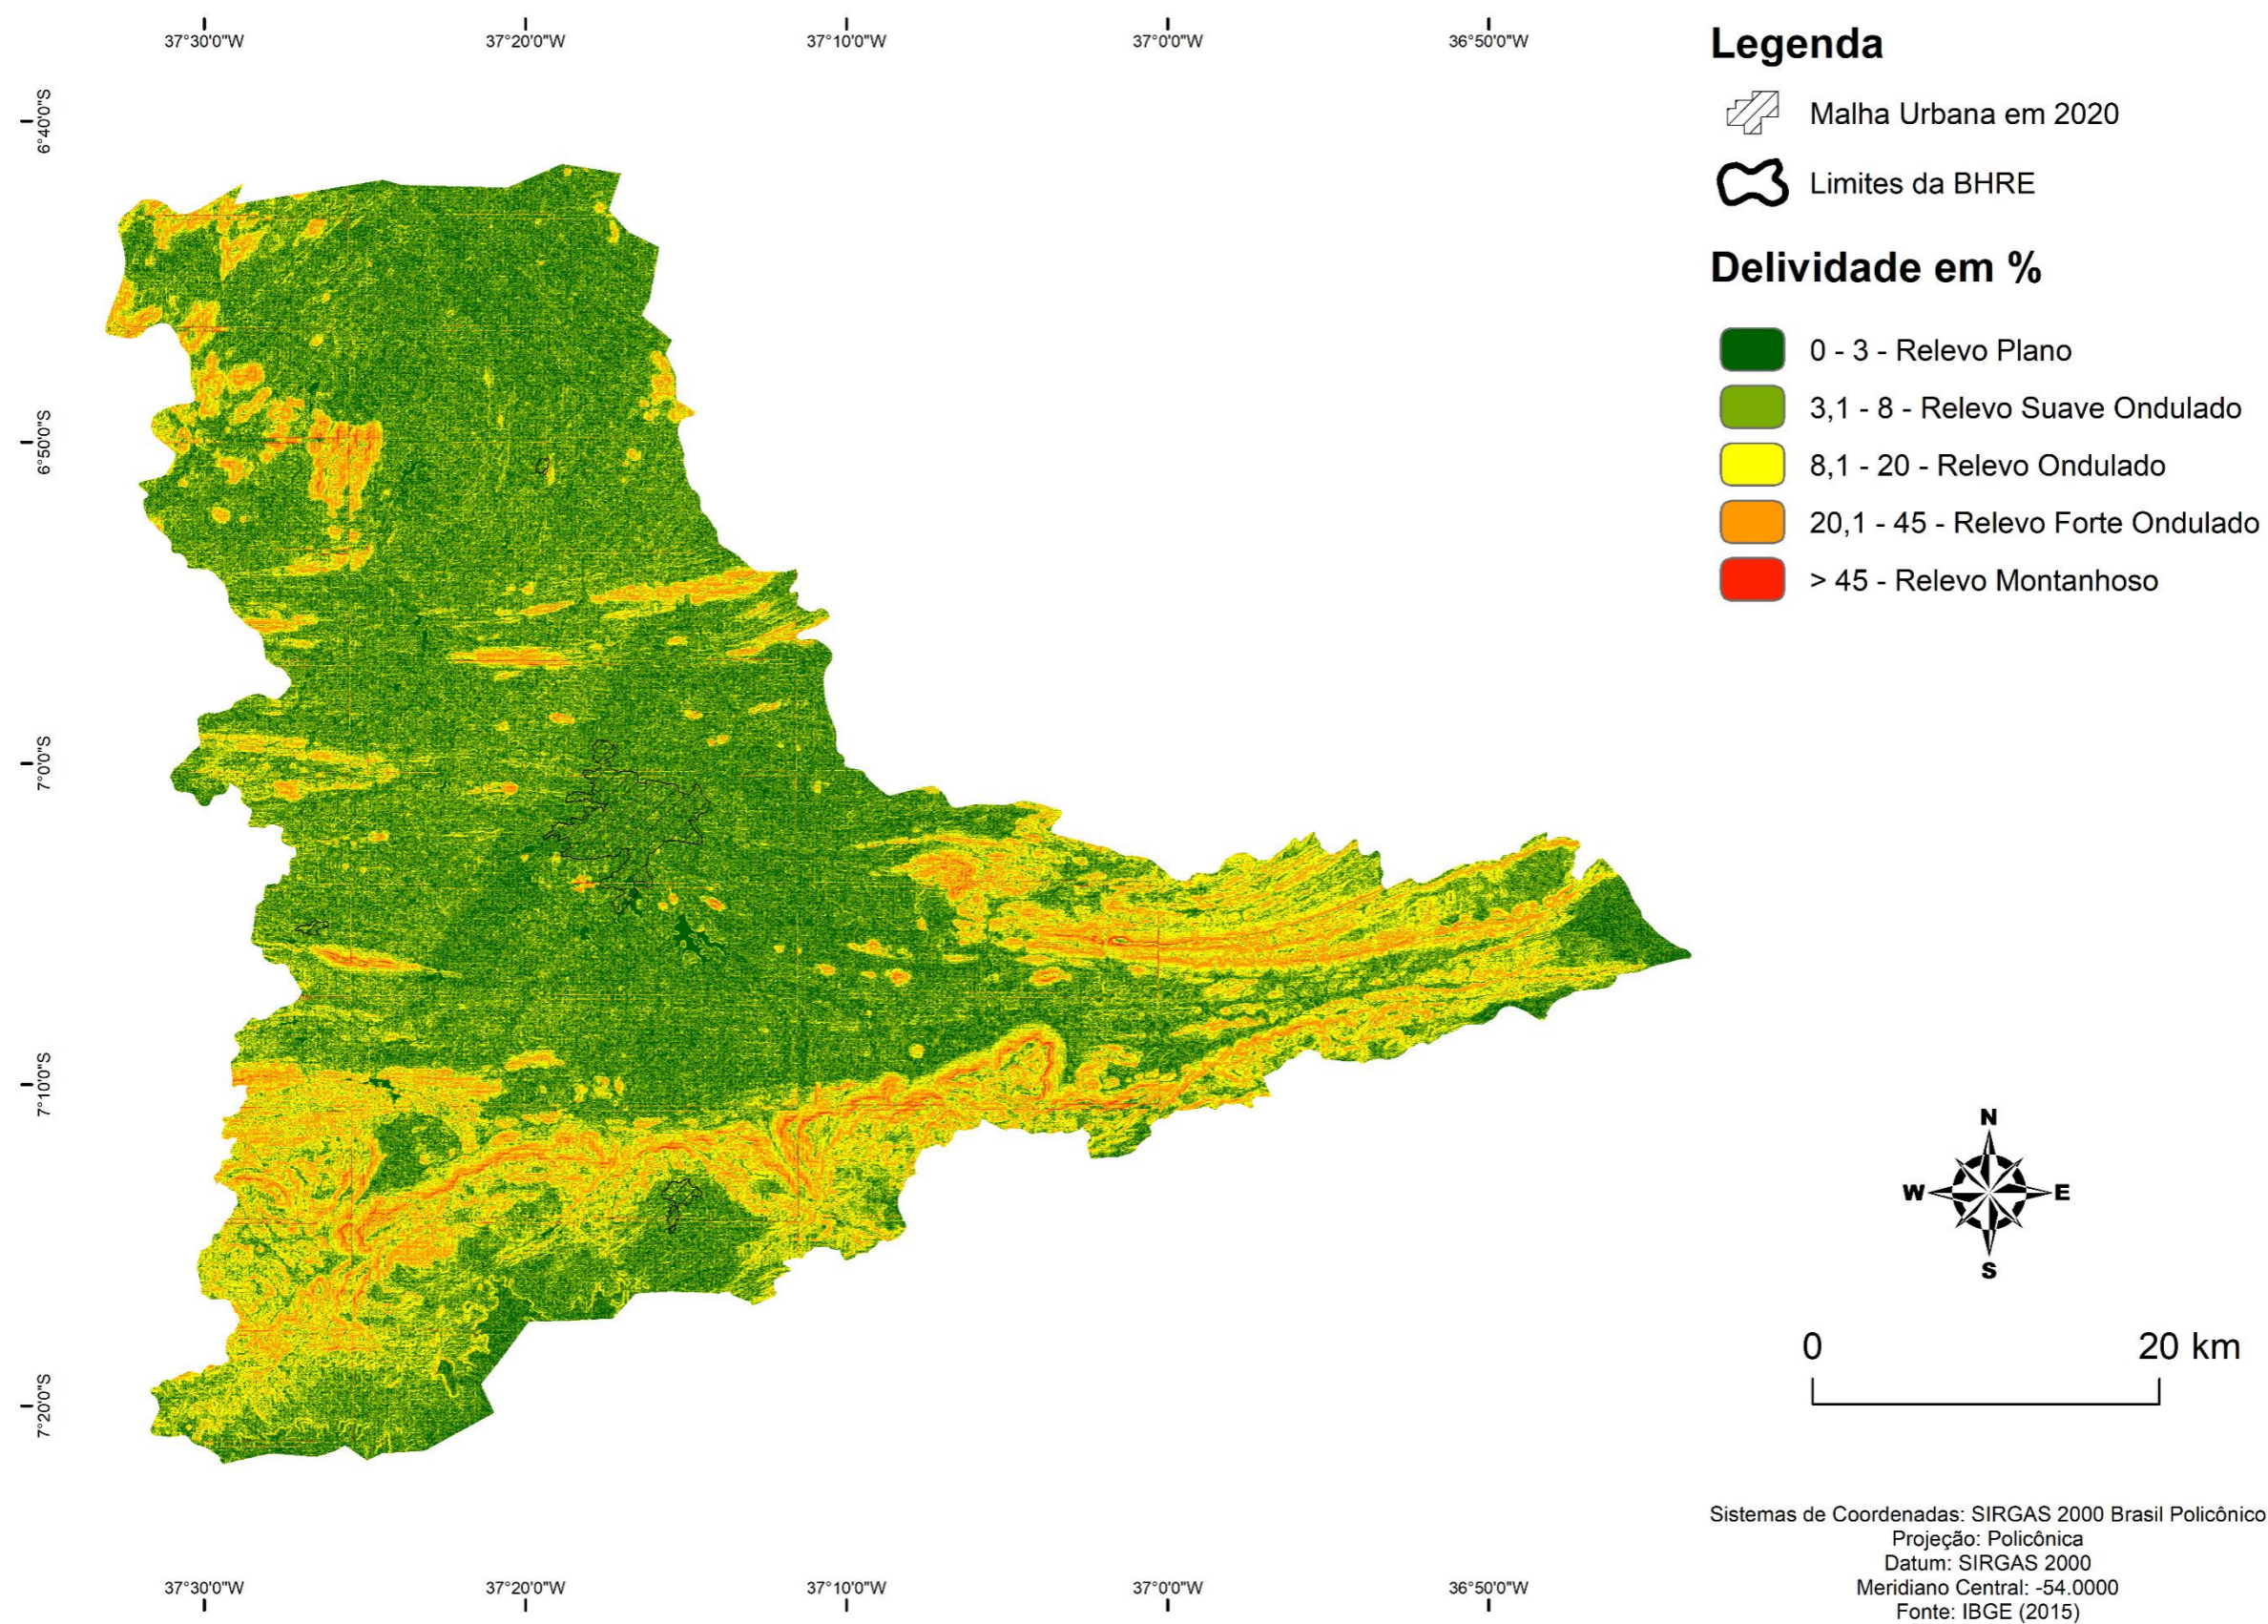 37°30'0"W
37°20'0"W
37°10'0"W
37°0'0"W
36°50'0"W
6°40'0"S
6°50'0"S
7°0'0"S
7°10'0"S
7°20'0"S
37°30'0"W
37°20'0"W
37°10'0"W
37°0'0"W
36°50'0"W
Legenda
Malha Urbana em 2020
Limites da BHRE
Delividade em %
0 - 3 - Relevo Plano
3,1 - 8 - Relevo Suave Ondulado
8,1 - 20 - Relevo Ondulado
20,1 - 45 - Relevo Forte Ondulado
> 45 - Relevo Montanhoso
N
W E
S
0 20 km
Sistemas de Coordenadas: SIRGAS 2000 Brasil Policônico
Projeção: Policônica
Datum: SIRGAS 2000
Meridiano Central: -54.0000
Fonte: IBGE (2015)